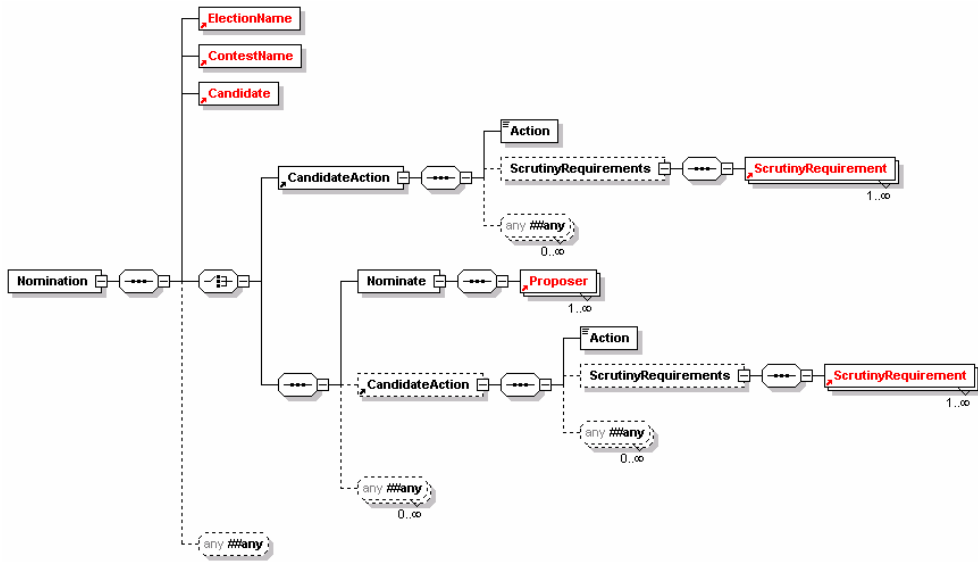 ElectionName
ContestName
Candidate
Action
CandidateAction
ScrutinyRequirements
ScrutinyRequirement
1..∞
any ##any
0..∞
Nomination
Nominate
Proposer
1..∞
Action
CandidateAction
ScrutinyRequirements
ScrutinyRequirement
1..∞
any ##any
0..∞
any ##any
0..∞
any ##any